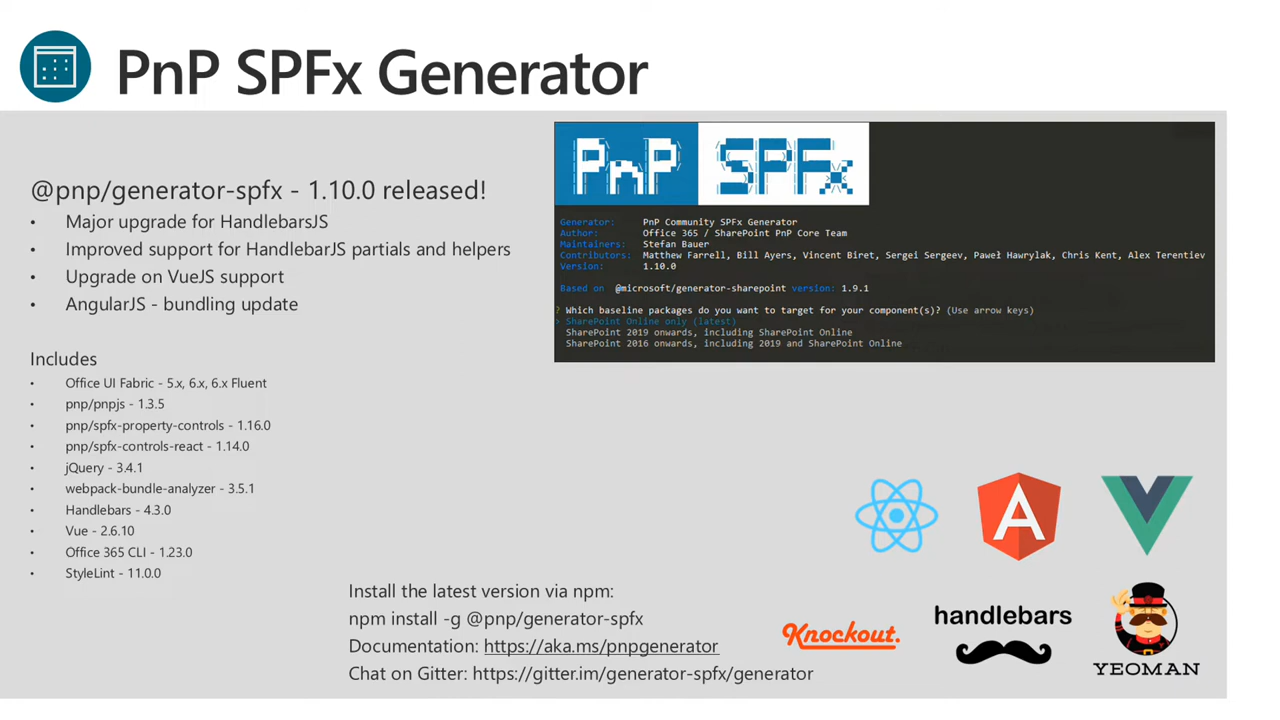 PnP SPFx Generator
@pnp/generator-spfx - 1.10.0 released!
• Major upgrade for HandlebarsJS
• Improved support for HandlebarJS partials and helpers
• Upgrade on VueJS support
• AngularJS - bundling update
Includes
• Office UI Fabric - 5.x, 6.x, 6.x Fluent
• pnp/pnpjs - 1.3.5
• pnp/spfx-property-controls - 1.16.0
• pnp/spfx-controls-react - 1.14.0
• jQuery - 3.4.1
• webpack-bundle-analyzer - 3.5.1
• Handlebars - 4.3.0
• Vue - 2.6.10
• Office 365 CLI - 1.23.0
• StyleLint - 11.0.0
PnP SPFx
Generator: PnP Community SPFx Generator
Author: Office 365 / SharePoint PnP Core Team
Maintainers: Stefan Bauer
Contributors: Matthew Farrell, Bill Ayers, Vincent Biret, Sergei Sergeev, Paweł Hawrylak, Chris Kent, Alex Terentiev
Version: 1.10.0
Based on @microsoft/generator-sharepoint version: 1.9.1
? Which baseline packages do you want to target for your component(s)? (Use arrow keys)
> SharePoint Online only (latest)
SharePoint 2019 onwards, including SharePoint Online
SharePoint 2016 onwards, including 2019 and SharePoint Online
Install the latest version via npm:
npm install -g @pnp/generator-spfx
Documentation: https://aka.ms/pnpgenerator
Chat on Gitter: https://gitter.im/generator-spfx/generator
A
Knockout.
handlebars
YEOMAN